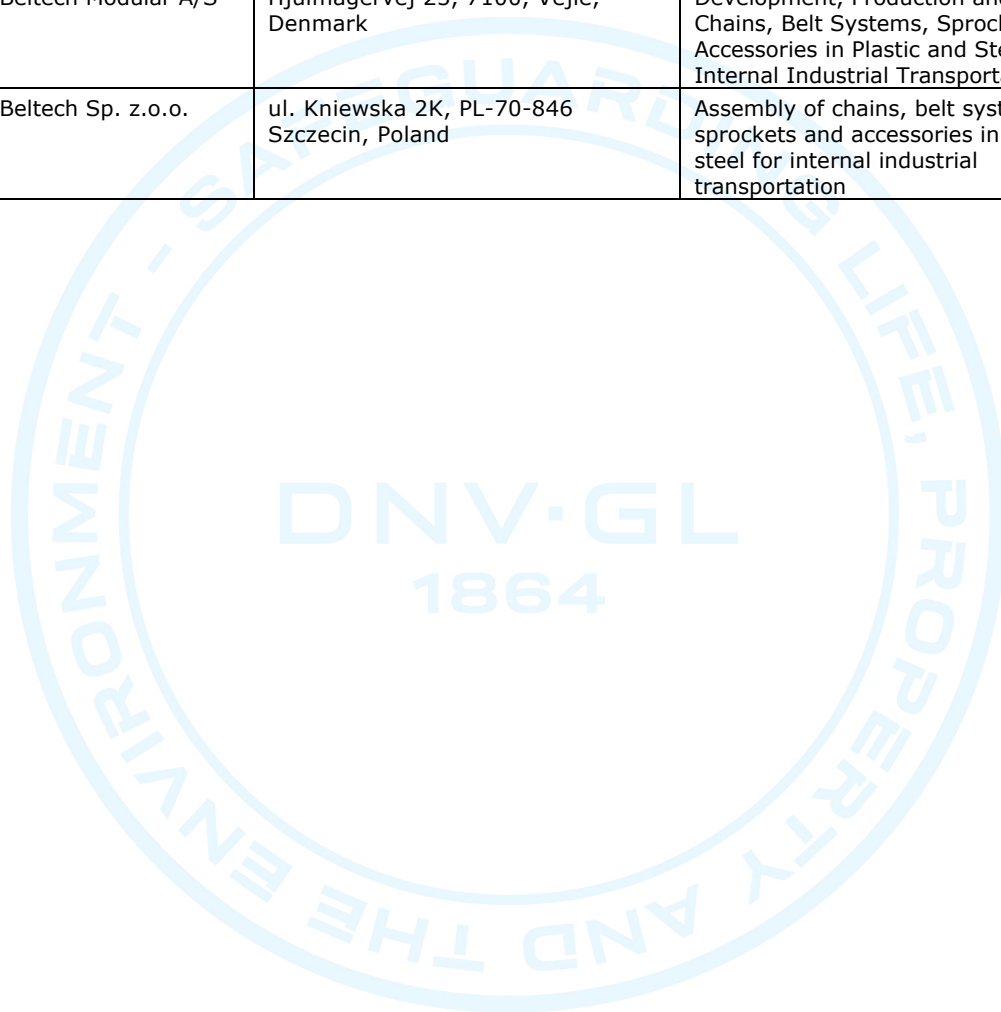 Beltech Modular A/S
Hjulmagervej 25, 7100, Vejle,
Denmark
Development, Production and
Chains, Belt Systems,
Accessories in Plastic and
Internal Industrial
Beltech Sp. z.o.o.
ul. Kniewska 2K, PL-70-846
Szczecin, Poland
Assembly of chains, belt
sprockets and accessories in
steel for internal industrial
transportation
SAFEGUARDING LIFE, PROPERTY AND THE ENVIRONMENT -
DNV·GL
1864